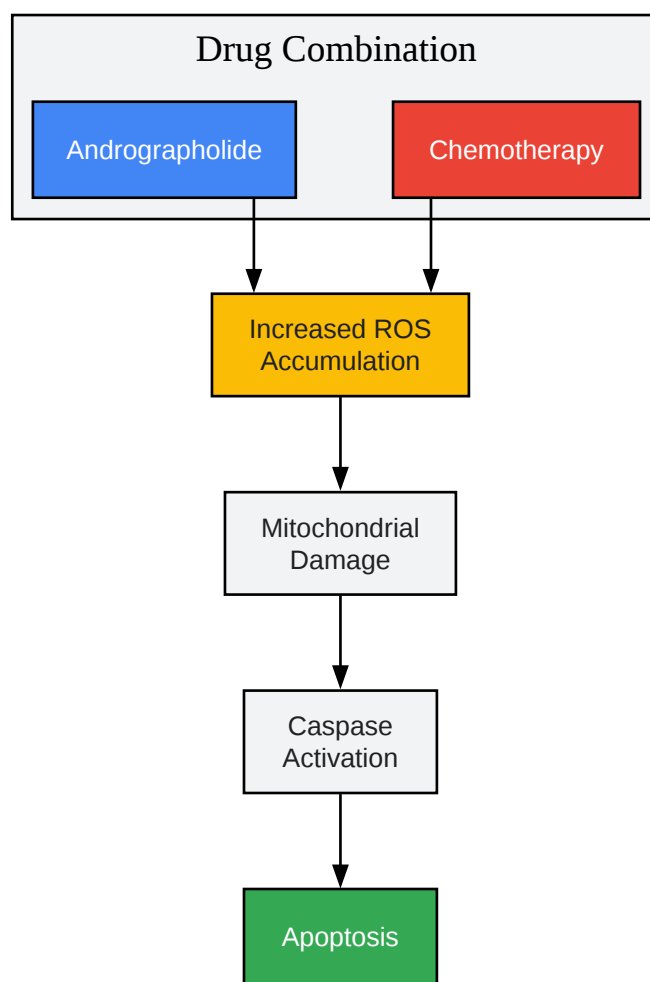 Drug Combination
Andrographolide
Chemotherapy
Increased ROS
Accumulation
Mitochondrial
Damage
Caspase
Activation
Apoptosis